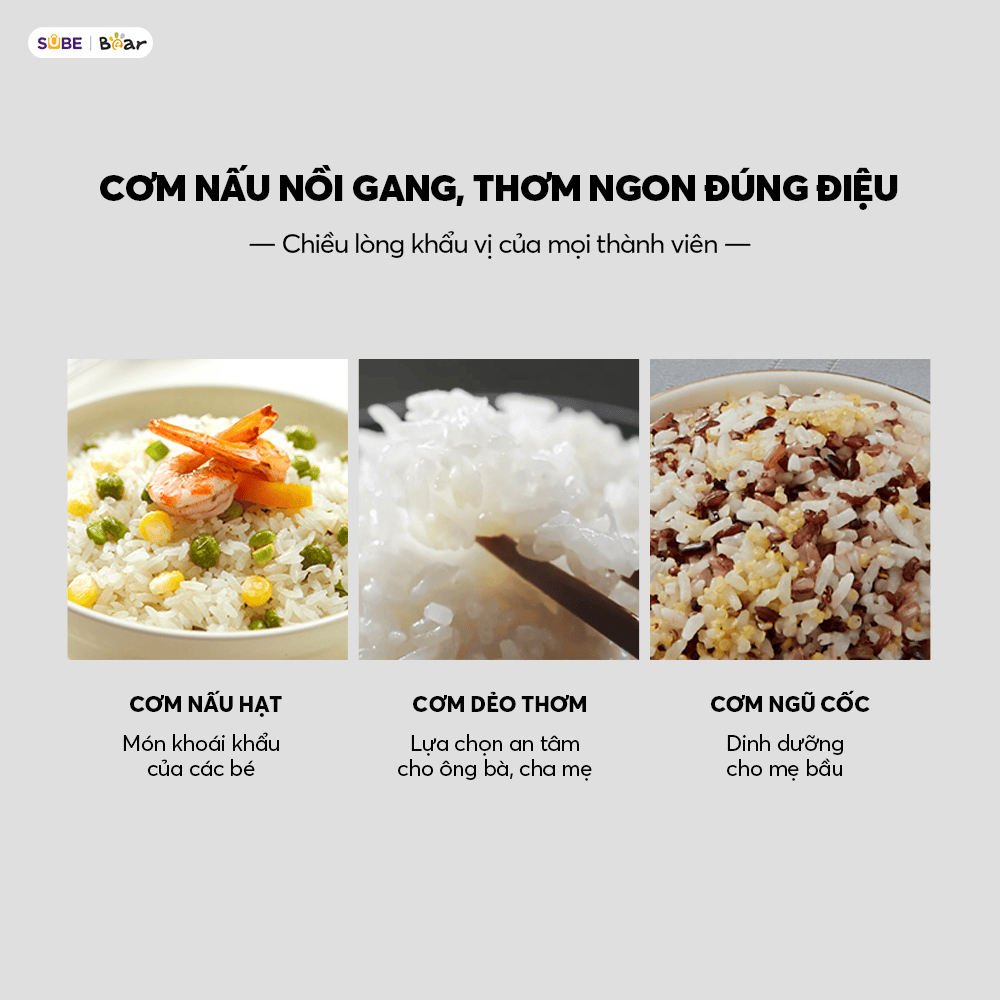 SUBE | Bear
CƠM NẤU NỒI GANG, THƠM NGON ĐÚNG ĐIỆU
— Chiều lòng khẩu vị của mọi thành viên —
CƠM NẤU HẠT
Món khoái khẩu
của các bé
CƠM DẺO THƠM
Lựa chọn an tâm
cho ông bà, cha mẹ
CƠM NGŨ CỐC
Dinh dưỡng
cho mẹ bầu